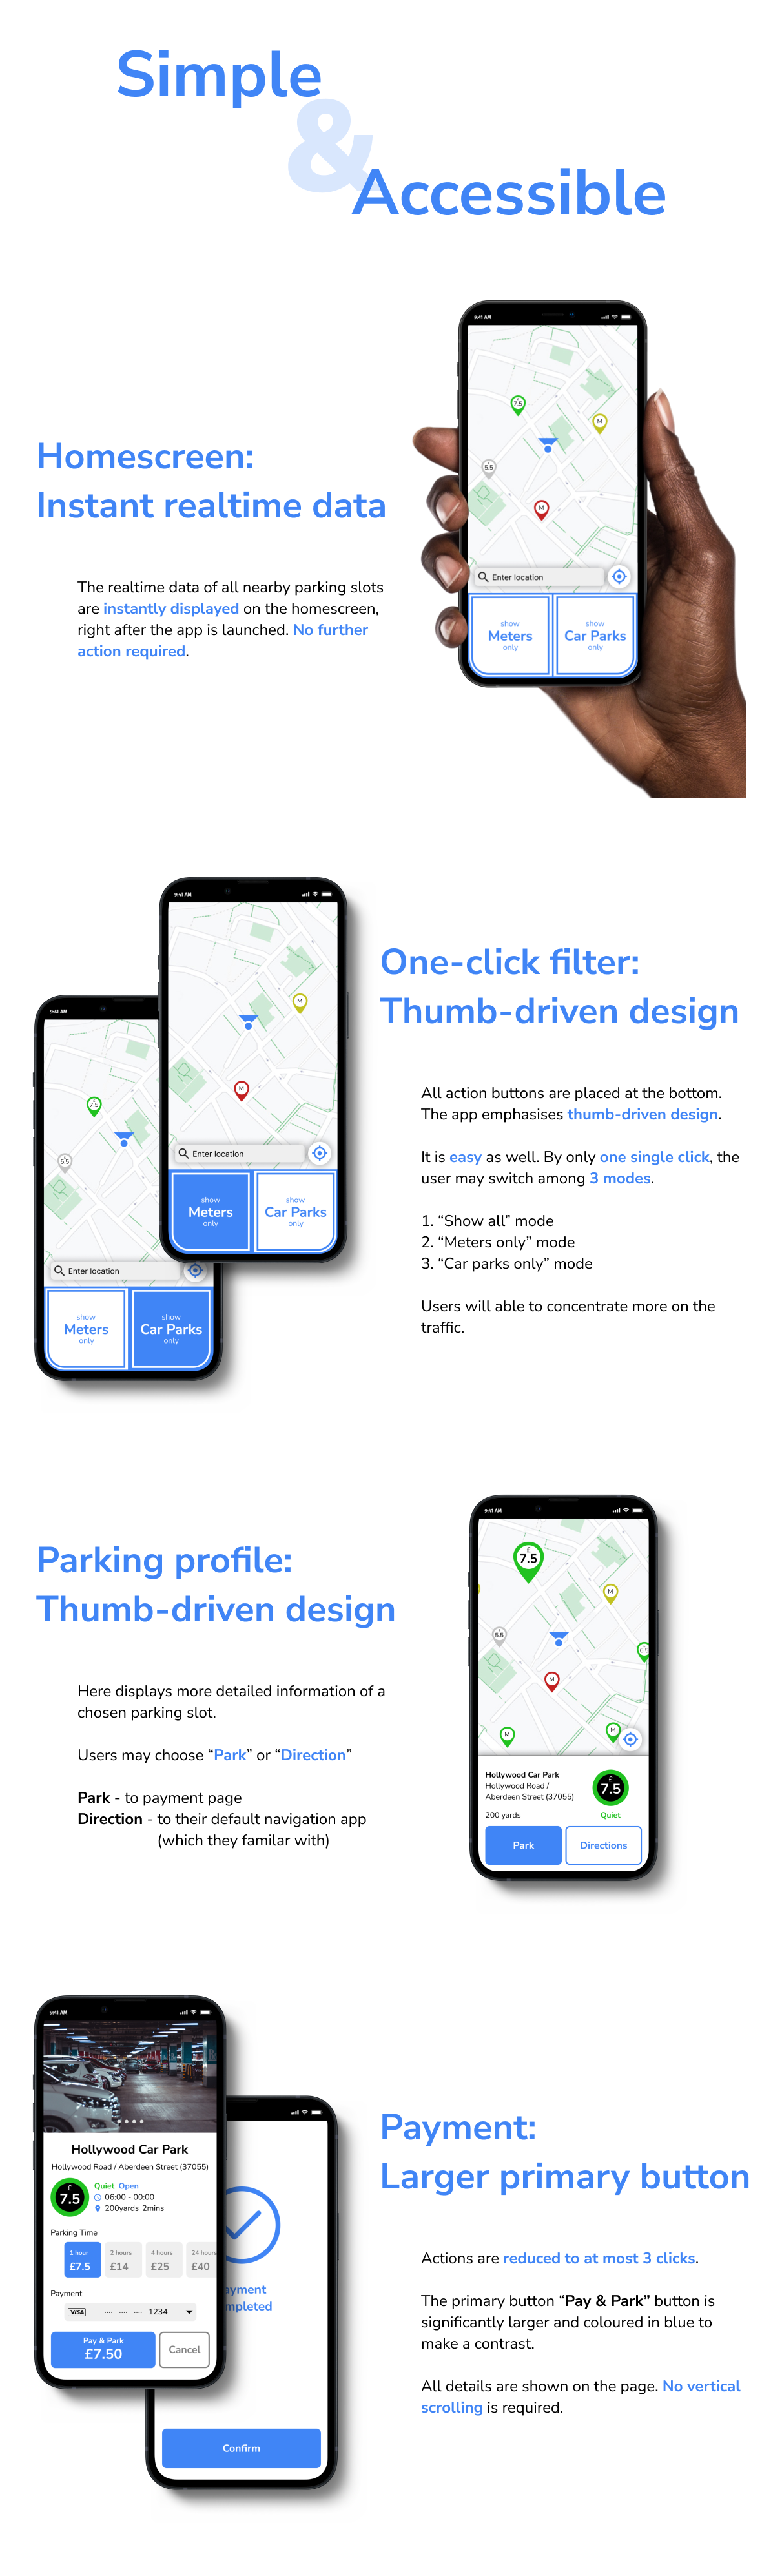 Simple
&
Accessible
9:41 AM
7.5
M
5.5
M
Enter location
show
Meters
only
show
Car Parks
only
Homescreen:
Instant realtime data
The realtime data of all nearby parking slots
are instantly displayed on the homescreen,
right after the app is launched. No further
action required.
9:41 AM
M
M
Enter location
show
Meters
only
show
Car Parks
only
9:41 AM
7.5
5.5
Enter location
show
Meters
only
show
Car Parks
only
One-click filter:
Thumb-driven design
All action buttons are placed at the bottom.
The app emphasises thumb-driven design.
It is easy as well. By only one single click, the
user may switch among 3 modes.
1. “Show all” mode
2. “Meters only” mode
3. “Car parks only” mode
Users will able to concentrate more on the
traffic.
Parking profile:
Thumb-driven design
Here displays more detailed information of a
chosen parking slot.
Users may choose “Park” or “Direction”
Park - to payment page
Direction - to their default navigation app
(which they familar with)
9:41 AM
£
7.5
M
5.5
6.5
M
M
M
Hollywood Car Park
Hollywood Road /
Aberdeen Street (37055)
200 yards
£
7.5
Quiet
Park
Directions
9:41 AM
Hollywood Car Park
Hollywood Road / Aberdeen Street (37055)
£
7.5
Quiet Open
06:00 - 00:00
200yards 2mins
Parking Time
1 hour
£7.5
2 hours
£14
4 hours
£25
24 hours
£40
Payment
VISA
···· ···· ···· 1234
Pay & Park
£7.50
Cancel
ayment
mpleted
Confirm
Payment:
Larger primary button
Actions are reduced to at most 3 clicks.
The primary button “Pay & Park” button is
significantly larger and coloured in blue to
make a contrast.
All details are shown on the page. No vertical
scrolling is required.